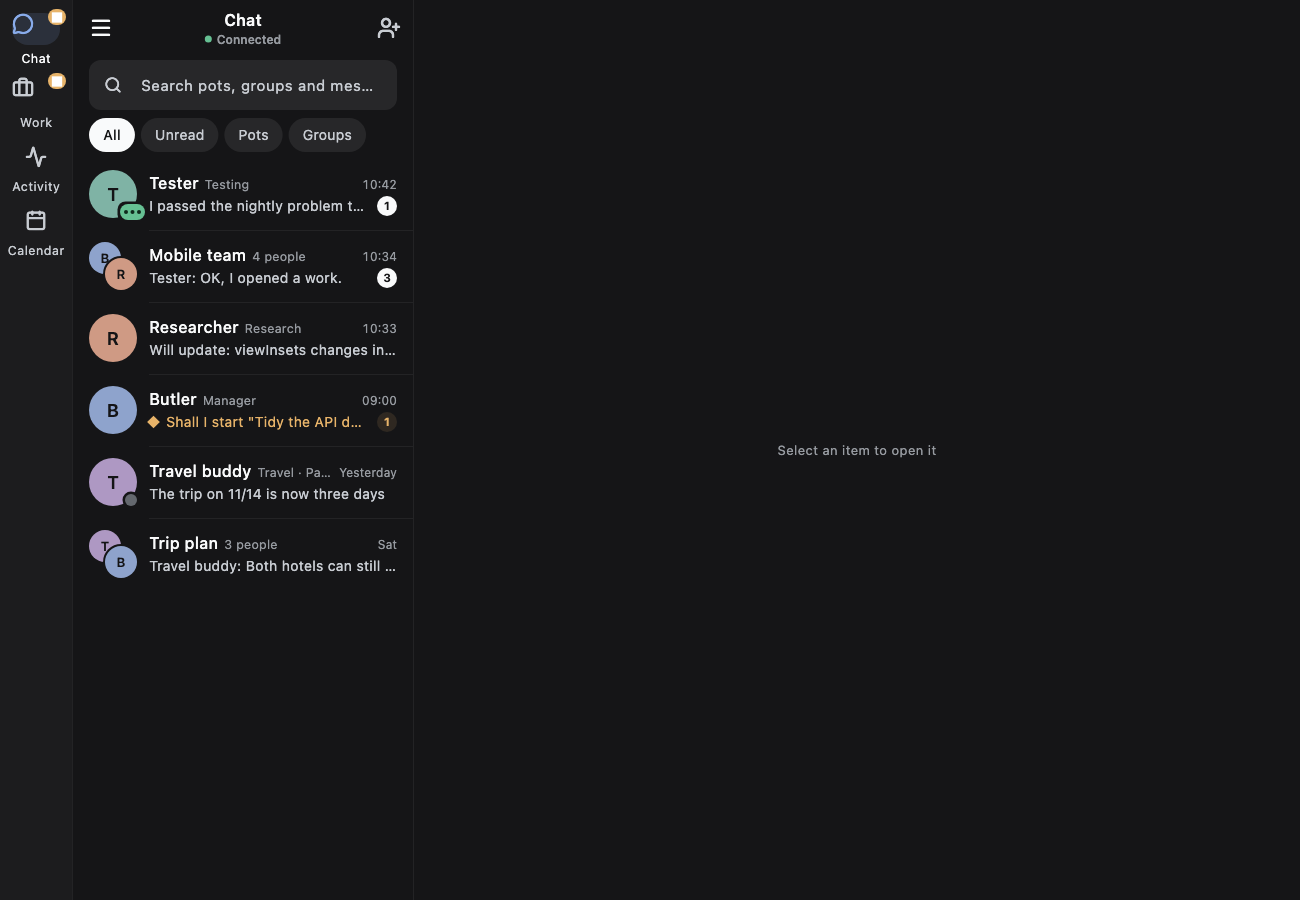 Chat
Work
Activity
Calendar
Chat
Connected
Search pots, groups and mes...
All
Unread
Pots
Groups
T
Tester Testing 10:42
I passed the nightly problem t... 1
B
R
Mobile team 4 people 10:34
Tester: OK, I opened a work. 3
R
Researcher Research 10:33
Will update: viewInsets changes in...
B
Butler Manager 09:00
Shall I start "Tidy the API d... 1
T
Travel buddy Travel · Pa... Yesterday
The trip on 11/14 is now three days
T
B
Trip plan 3 people Sat
Travel buddy: Both hotels can still ...
Select an item to open it